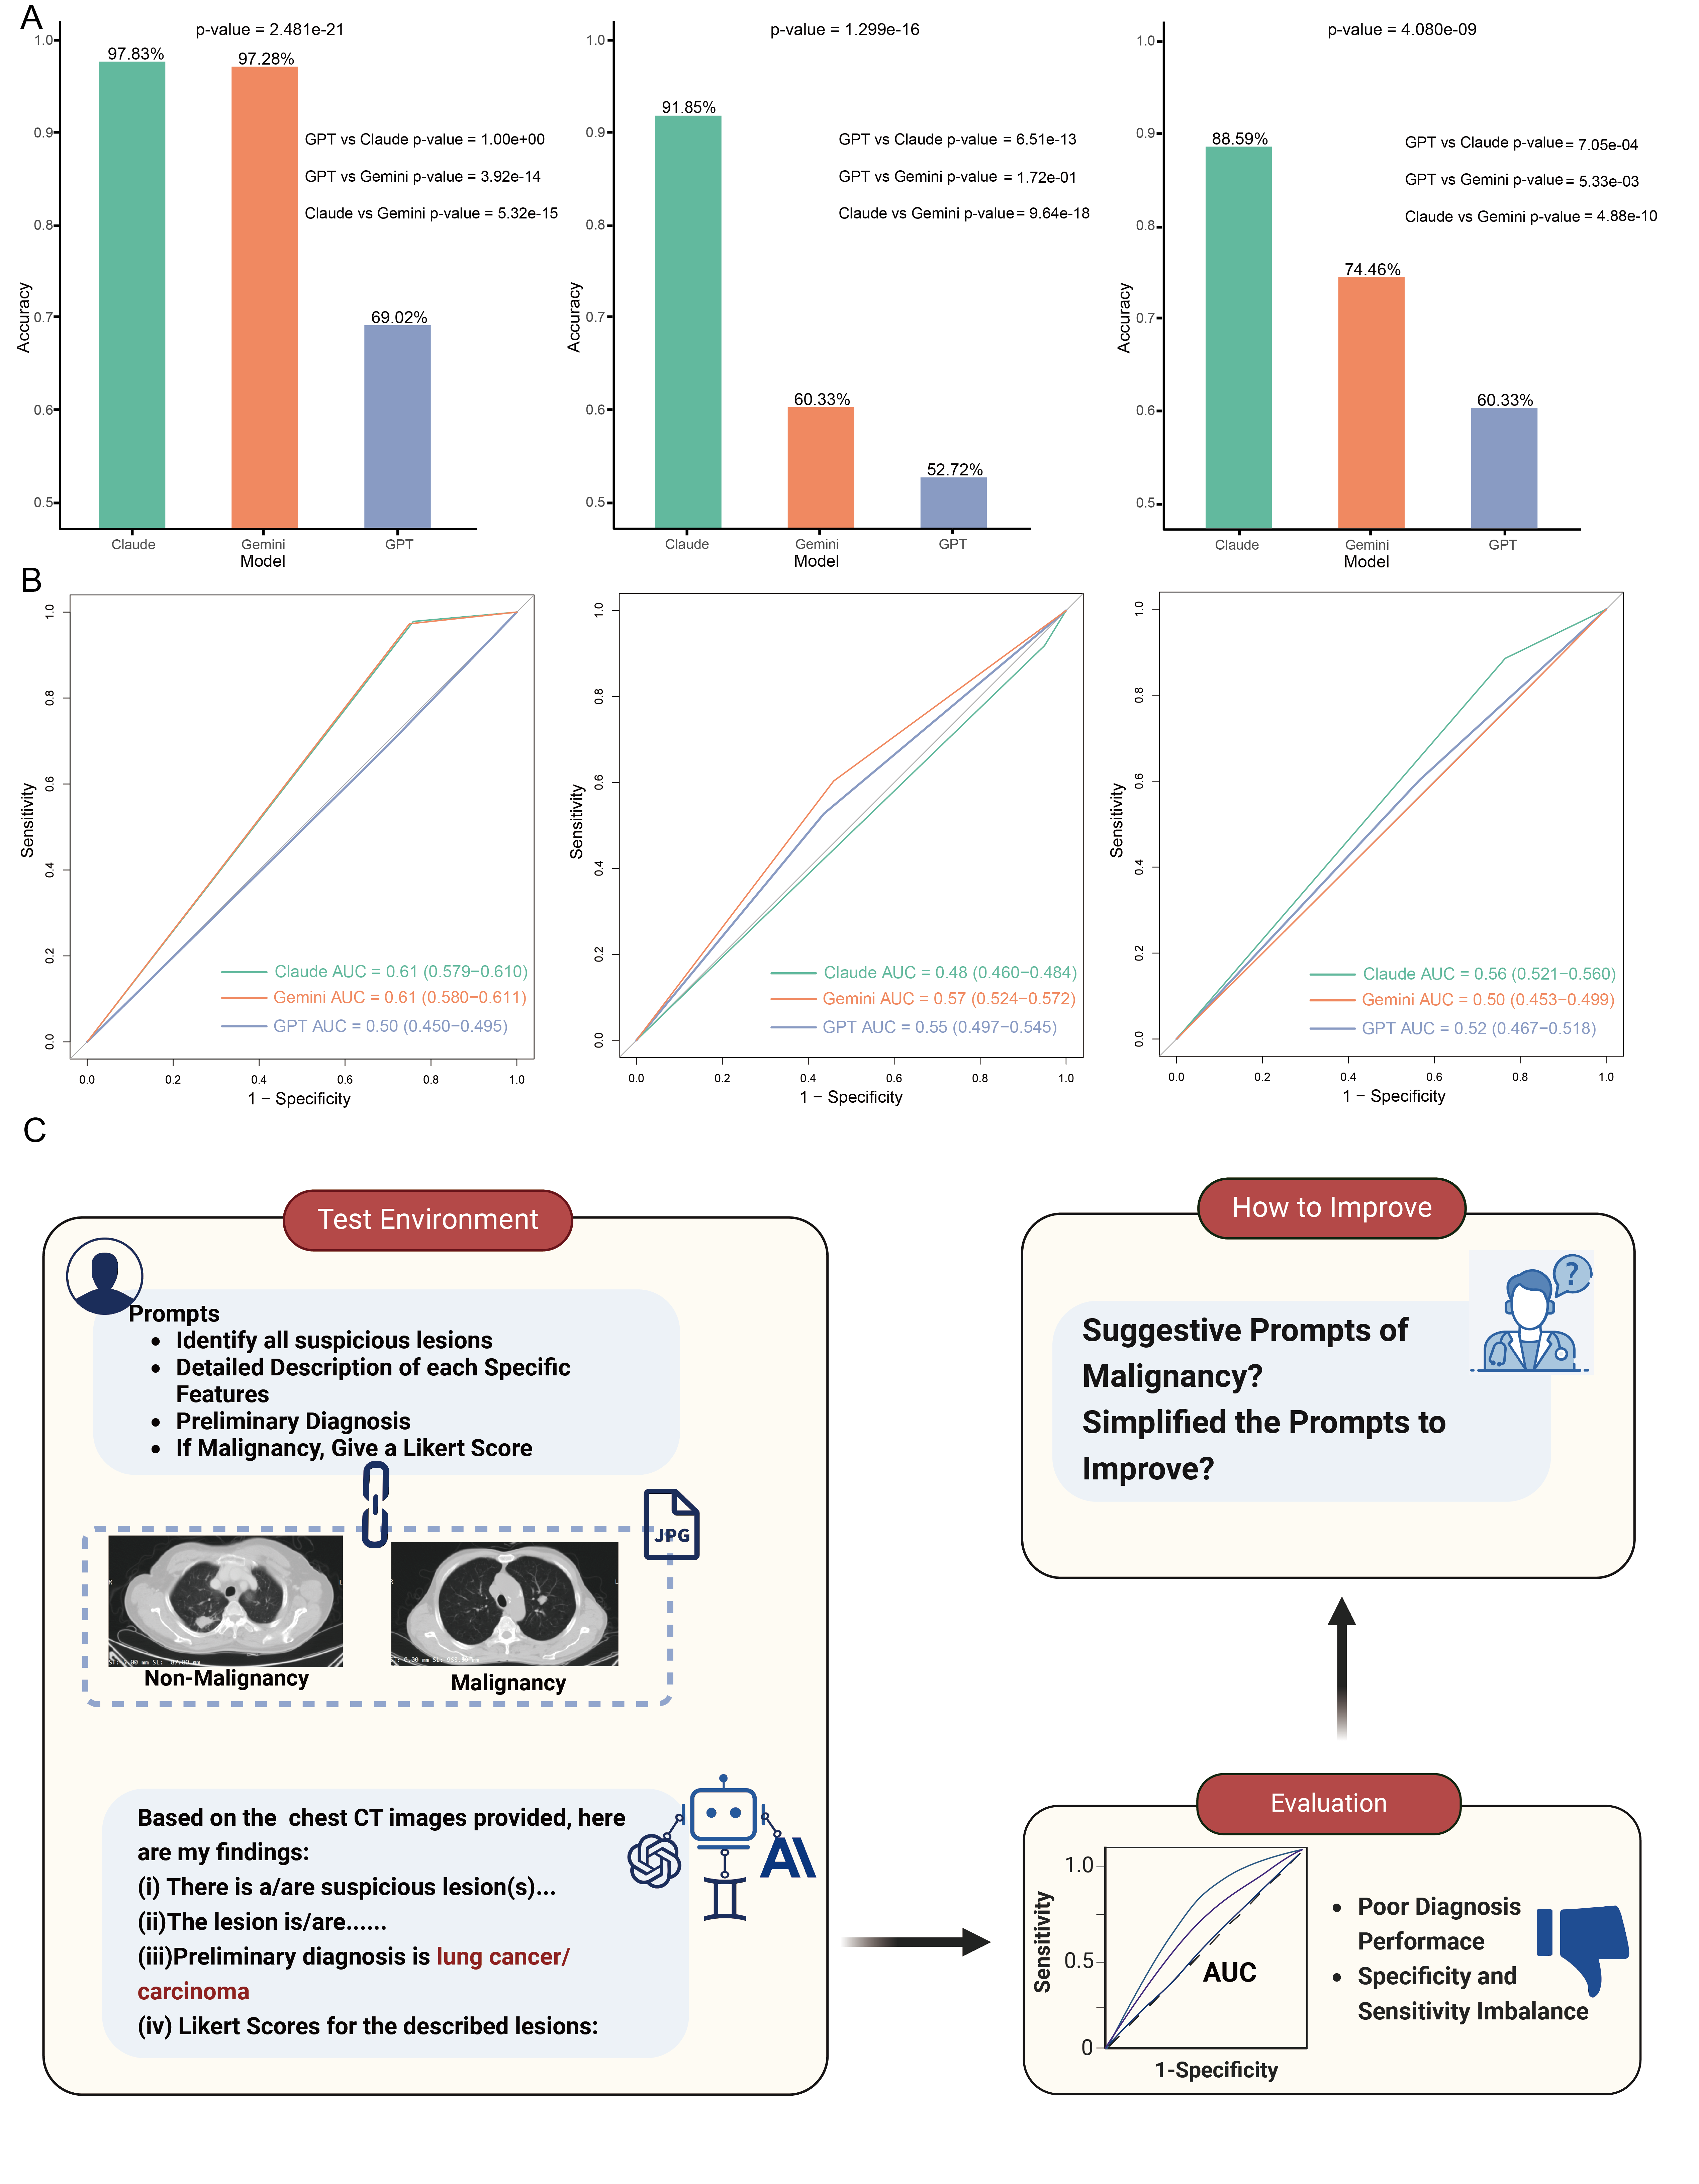 A
p-value = 2.481e-21
1.0
0.9
0.8
0.7
0.6
0.5
Accuracy
97.83%
97.28%
69.02%
GPT vs Claude p-value = 1.00e+00
GPT vs Gemini p-value = 3.92e-14
Claude vs Gemini p-value = 5.32e-15
Claude
Gemini
GPT
Model
p-value = 1.299e-16
1.0
0.9
0.8
0.7
0.6
0.5
Accuracy
91.85%
60.33%
52.72%
GPT vs Claude p-value = 6.51e-13
GPT vs Gemini p-value = 1.72e-01
Claude vs Gemini p-value = 9.64e-18
Claude
Gemini
GPT
Model
p-value = 4.080e-09
1.0
0.9
0.8
0.7
0.6
0.5
Accuracy
88.59%
74.46%
60.33%
GPT vs Claude p-value = 7.05e-04
GPT vs Gemini p-value = 5.33e-03
Claude vs Gemini p-value = 4.88e-10
Claude
Gemini
GPT
Model
B
1.0
0.8
0.6
0.4
0.2
0.0
Sensitivity
Claude AUC = 0.61 (0.579−0.610)
Gemini AUC = 0.61 (0.580−0.611)
GPT AUC = 0.50 (0.450−0.495)
0.0 0.2 0.4 0.6 0.8 1.0
1 − Specificity
1.0
0.8
0.6
0.4
0.2
0.0
Sensitivity
Claude AUC = 0.48 (0.460−0.484)
Gemini AUC = 0.57 (0.524−0.572)
GPT AUC = 0.55 (0.497−0.545)
0.0 0.2 0.4 0.6 0.8 1.0
1 − Specificity
1.0
0.8
0.6
0.4
0.2
0.0
Sensitivity
Claude AUC = 0.56 (0.521−0.560)
Gemini AUC = 0.50 (0.453−0.499)
GPT AUC = 0.52 (0.467−0.518)
0.0 0.2 0.4 0.6 0.8 1.0
1 − Specificity
C
Test Environment
Prompts
• Identify all suspicious lesions
• Detailed Description of each Specific
Features
• Preliminary Diagnosis
• If Malignancy, Give a Likert Score
JPG
Non-Malignancy
Malignancy
Based on the chest CT images provided, here
are my findings:
(i) There is a/are suspicious lesion(s)...
(ii)The lesion is/are......
(iii)Preliminary diagnosis is lung cancer/
carcinoma
(iv) Likert Scores for the described lesions:
How to Improve
?
Suggestive Prompts of
Malignancy?
Simplified the Prompts to
Improve?
Evaluation
1.0
0.5
0
Sensitivity
AUC
1-Specificity
• Poor Diagnosis
Performace
• Specificity and
Sensitivity Imbalance